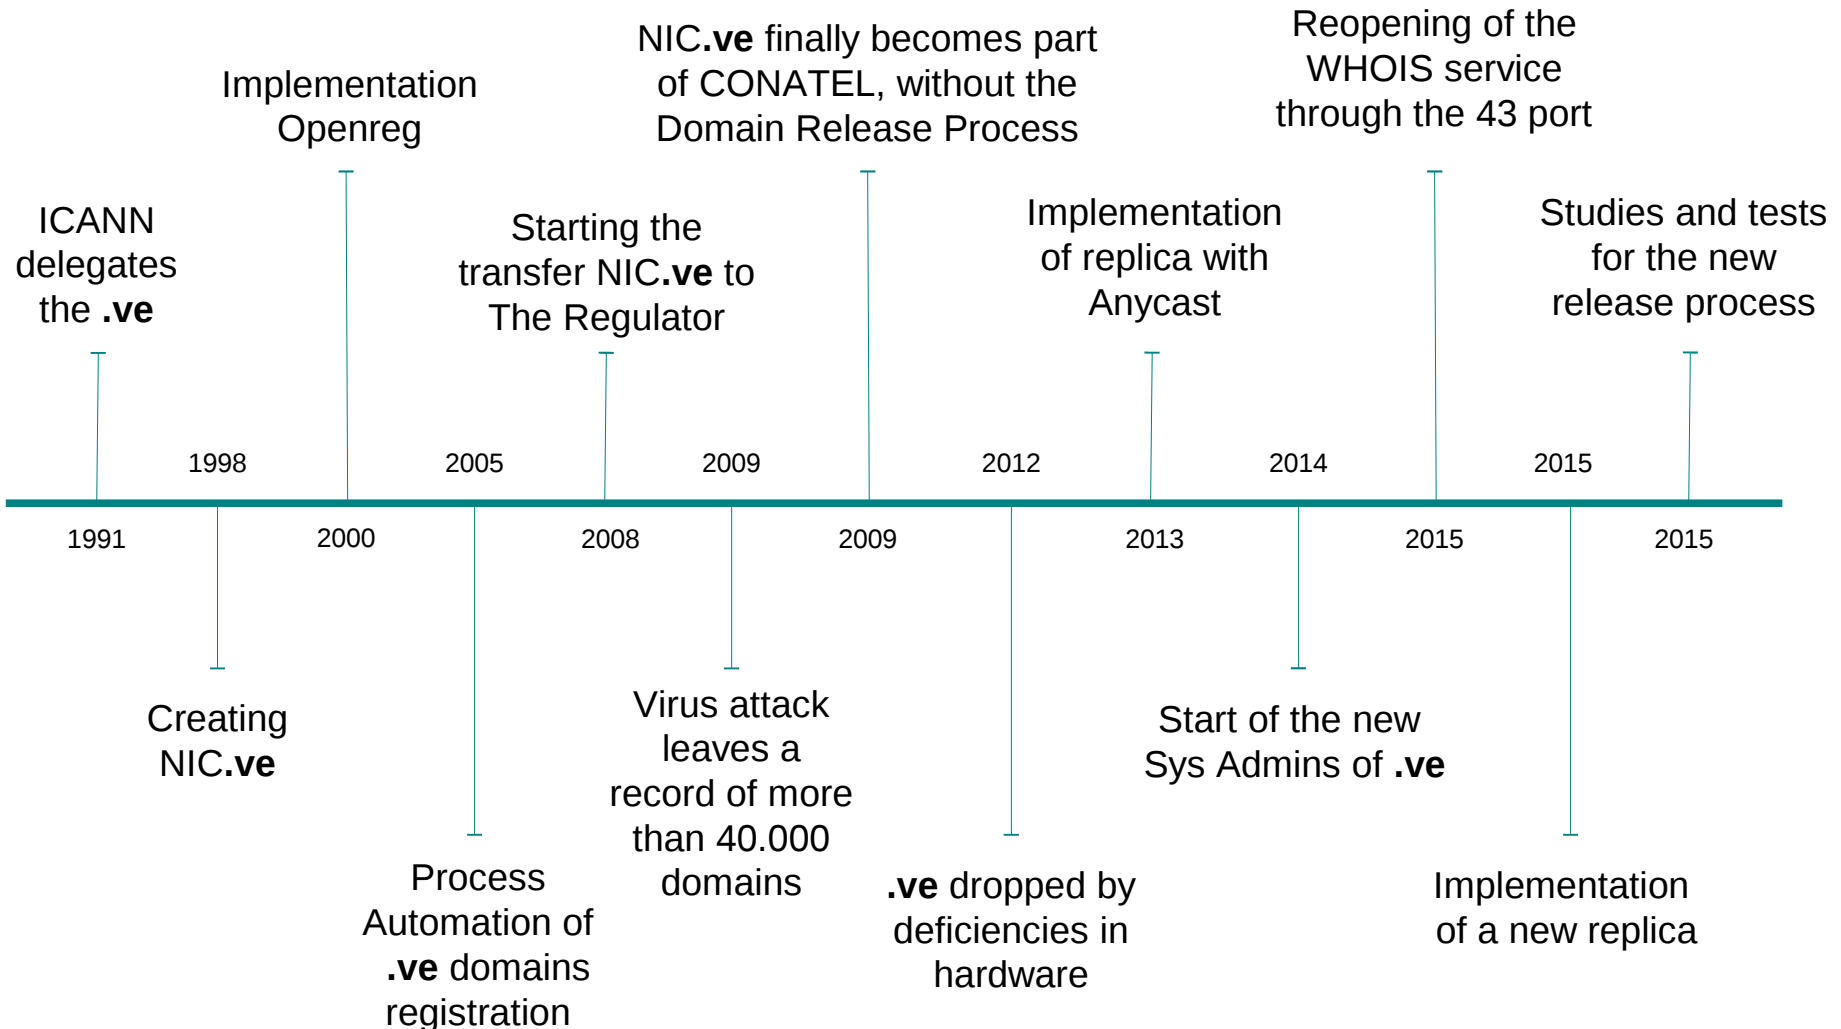 ICANN
delegates
the .ve
1991
1998
Creating
NIC.ve
Implementation
Openreg
2000
2005
Process
Automation of
.ve domains
registration
Starting the
transfer NIC.ve to
The Regulator
2008
2009
Virus attack
leaves a
record of more
than 40.000
domains
NIC.ve finally becomes part
of CONATEL, without the
Domain Release Process
2009
2012
.ve dropped by
deficiencies in
hardware
Implementation
of replica with
Anycast
2013
2014
Start of the new
Sys Admins of .ve
Reopening of the
WHOIS service
through the 43 port
2015
2015
Implementation
of a new replica
Studies and tests
for the new
release process
2015